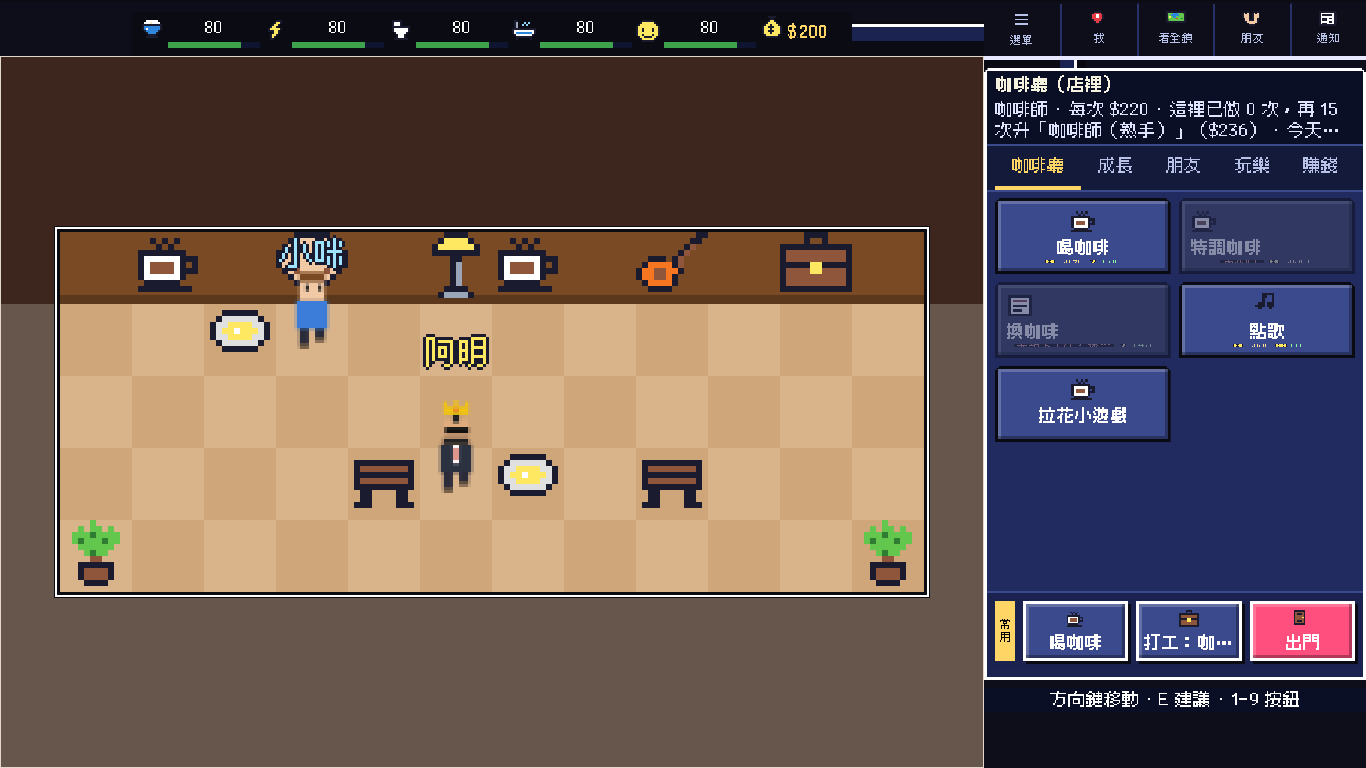 80
80
80
80
80
$200
選單
我
看全鎮
朋友
通知
咖啡廳（店裡）
咖啡師 · 每次 $220 · 這裡已做 0 次，再 15
次升「咖啡師（熟手）」（$236） · 今天…
咖啡廳
成長
朋友
玩樂
賺錢
喝咖啡
特調咖啡
換咖啡
點歌
拉花小遊戲
小咪
阿明
常用
喝咖啡
打工：咖…
出門
方向鍵移動 · E 建議 · 1-9 按鈕